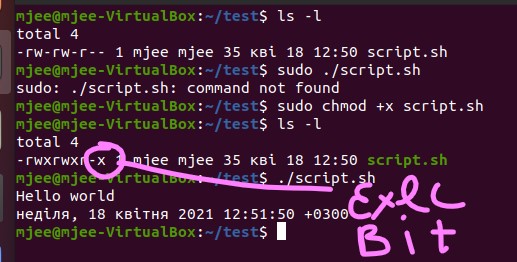 mjee@mjee-VirtualBox:~/test$ ls -l
total 4
-rw-rw-r-- 1 mjee mjee 35 кві 18 12:50 script.sh
mjee@mjee-VirtualBox:~/test$ sudo ./script.sh
sudo: ./script.sh: command not found
mjee@mjee-VirtualBox:~/test$ sudo chmod +x script.sh
mjee@mjee-VirtualBox:~/test$ ls -l
total 4
-rwxrwxr-x 1 mjee mjee 35 кві 18 12:50 script.sh
mjee@mjee-VirtualBox:~/test$ ./script.sh
Hello world
неділя, 18 квітня 2021 12:51:50 +0300
mjee@mjee-VirtualBox:~/test$
Exec
Bit